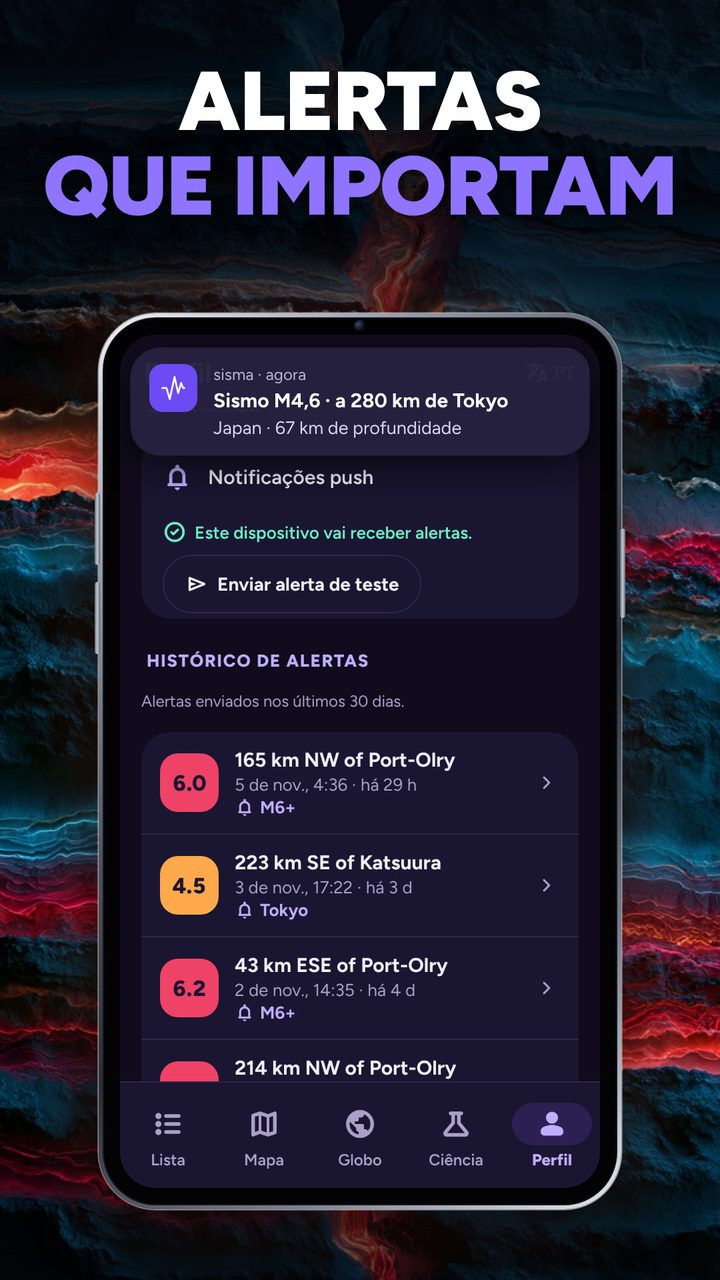 ALERTAS
QUE IMPORTAM
sisma · agora
Sismo M4,6 · a 280 km de Tokyo
Japan · 67 km de profundidade
PT
Notificações push
Este dispositivo vai receber alertas.
Enviar alerta de teste
HISTÓRICO DE ALERTAS
Alertas enviados nos últimos 30 dias.
6.0
165 km NW of Port-Olry
5 de nov., 4:36 · há 29 h
M6+
4.5
223 km SE of Katsuura
3 de nov., 17:22 · há 3 d
Tokyo
6.2
43 km ESE of Port-Olry
2 de nov., 14:35 · há 4 d
M6+
214 km NW of Port-Olry
Lista
Mapa
Globo
Ciência
Perfil